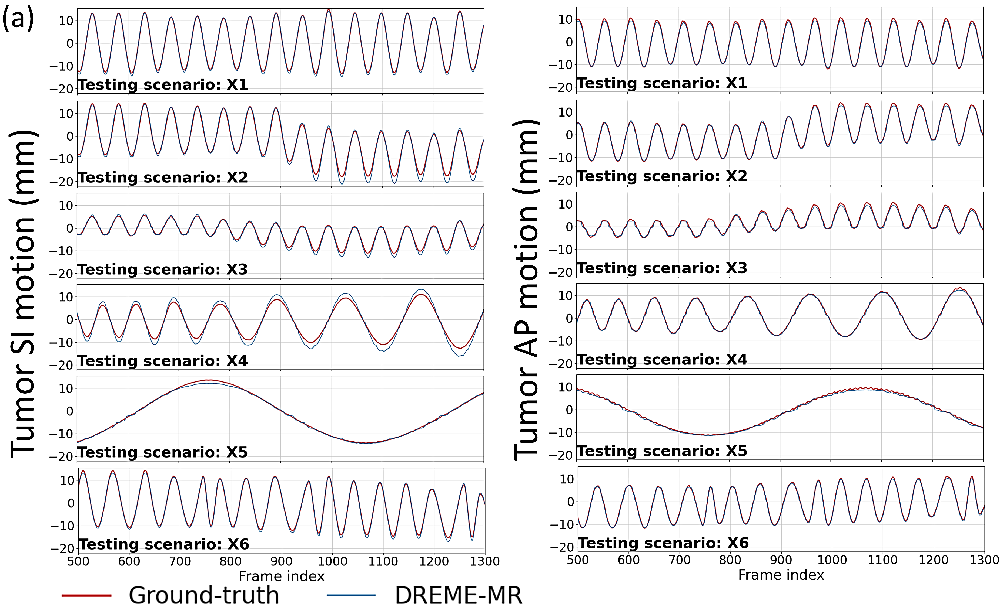 (a)
Tumor SI motion (mm)
10
0
−10
−20
Testing scenario: X1
10
0
−10
−20
Testing scenario: X2
10
0
−10
−20
Testing scenario: X3
10
0
−10
−20
Testing scenario: X4
10
0
−10
−20
Testing scenario: X5
10
0
−10
−20
Testing scenario: X6
500 600 700 800 900 1000 1100 1200 1300
Frame index
Tumor AP motion (mm)
10
0
−10
−20
Testing scenario: X1
10
0
−10
−20
Testing scenario: X2
10
0
−10
−20
Testing scenario: X3
10
0
−10
−20
Testing scenario: X4
10
0
−10
−20
Testing scenario: X5
10
0
−10
−20
Testing scenario: X6
500 600 700 800 900 1000 1100 1200 1300
Frame index
Ground-truth DREME-MR